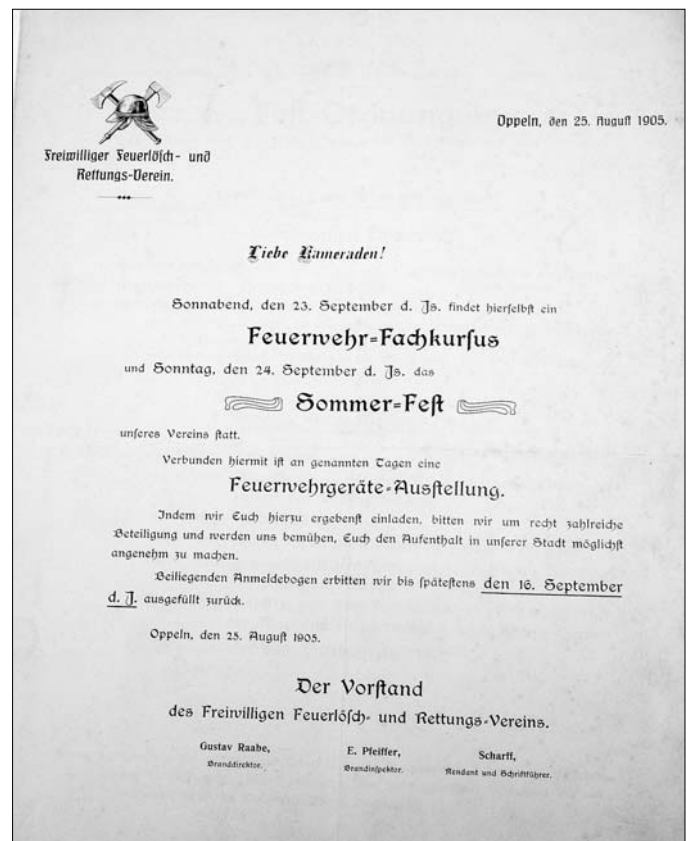 Oppeln, den 25. August 1905.
Freiwilliger Feuerlösch- und
Rettungs-Verein.
Liebe Kameraden!
Sonnabend, den 23. September d. Js. findet hierselbst ein
Feuerwehr-Fachkursus
und Sonntag, den 24. September d. Js. das
Sommer-Fest
unseres Vereins statt.
Verbunden hiermit ist an genannten Tagen eine
Feuerwehrgeräte-Ausstellung.
Indem wir Euch hierzu ergebenst einladen, bitten wir um recht zahlreiche
Beteiligung und werden uns bemühen, Euch den Aufenthalt in unserer Stadt möglichst
angenehm zu machen.
Beiliegenden Anmeldebogen erbitten wir bis spätestens den 16. September
d. J. ausgefüllt zurück.
Oppeln, den 25. August 1905.
Der Vorstand
des Freiwilligen Feuerlösch- und Rettungs-Vereins.
Gustav Raabe, E. Pfeiffer, Scharff,
Branddirektor. Brandinspektor. Rendant und Schriftführer.